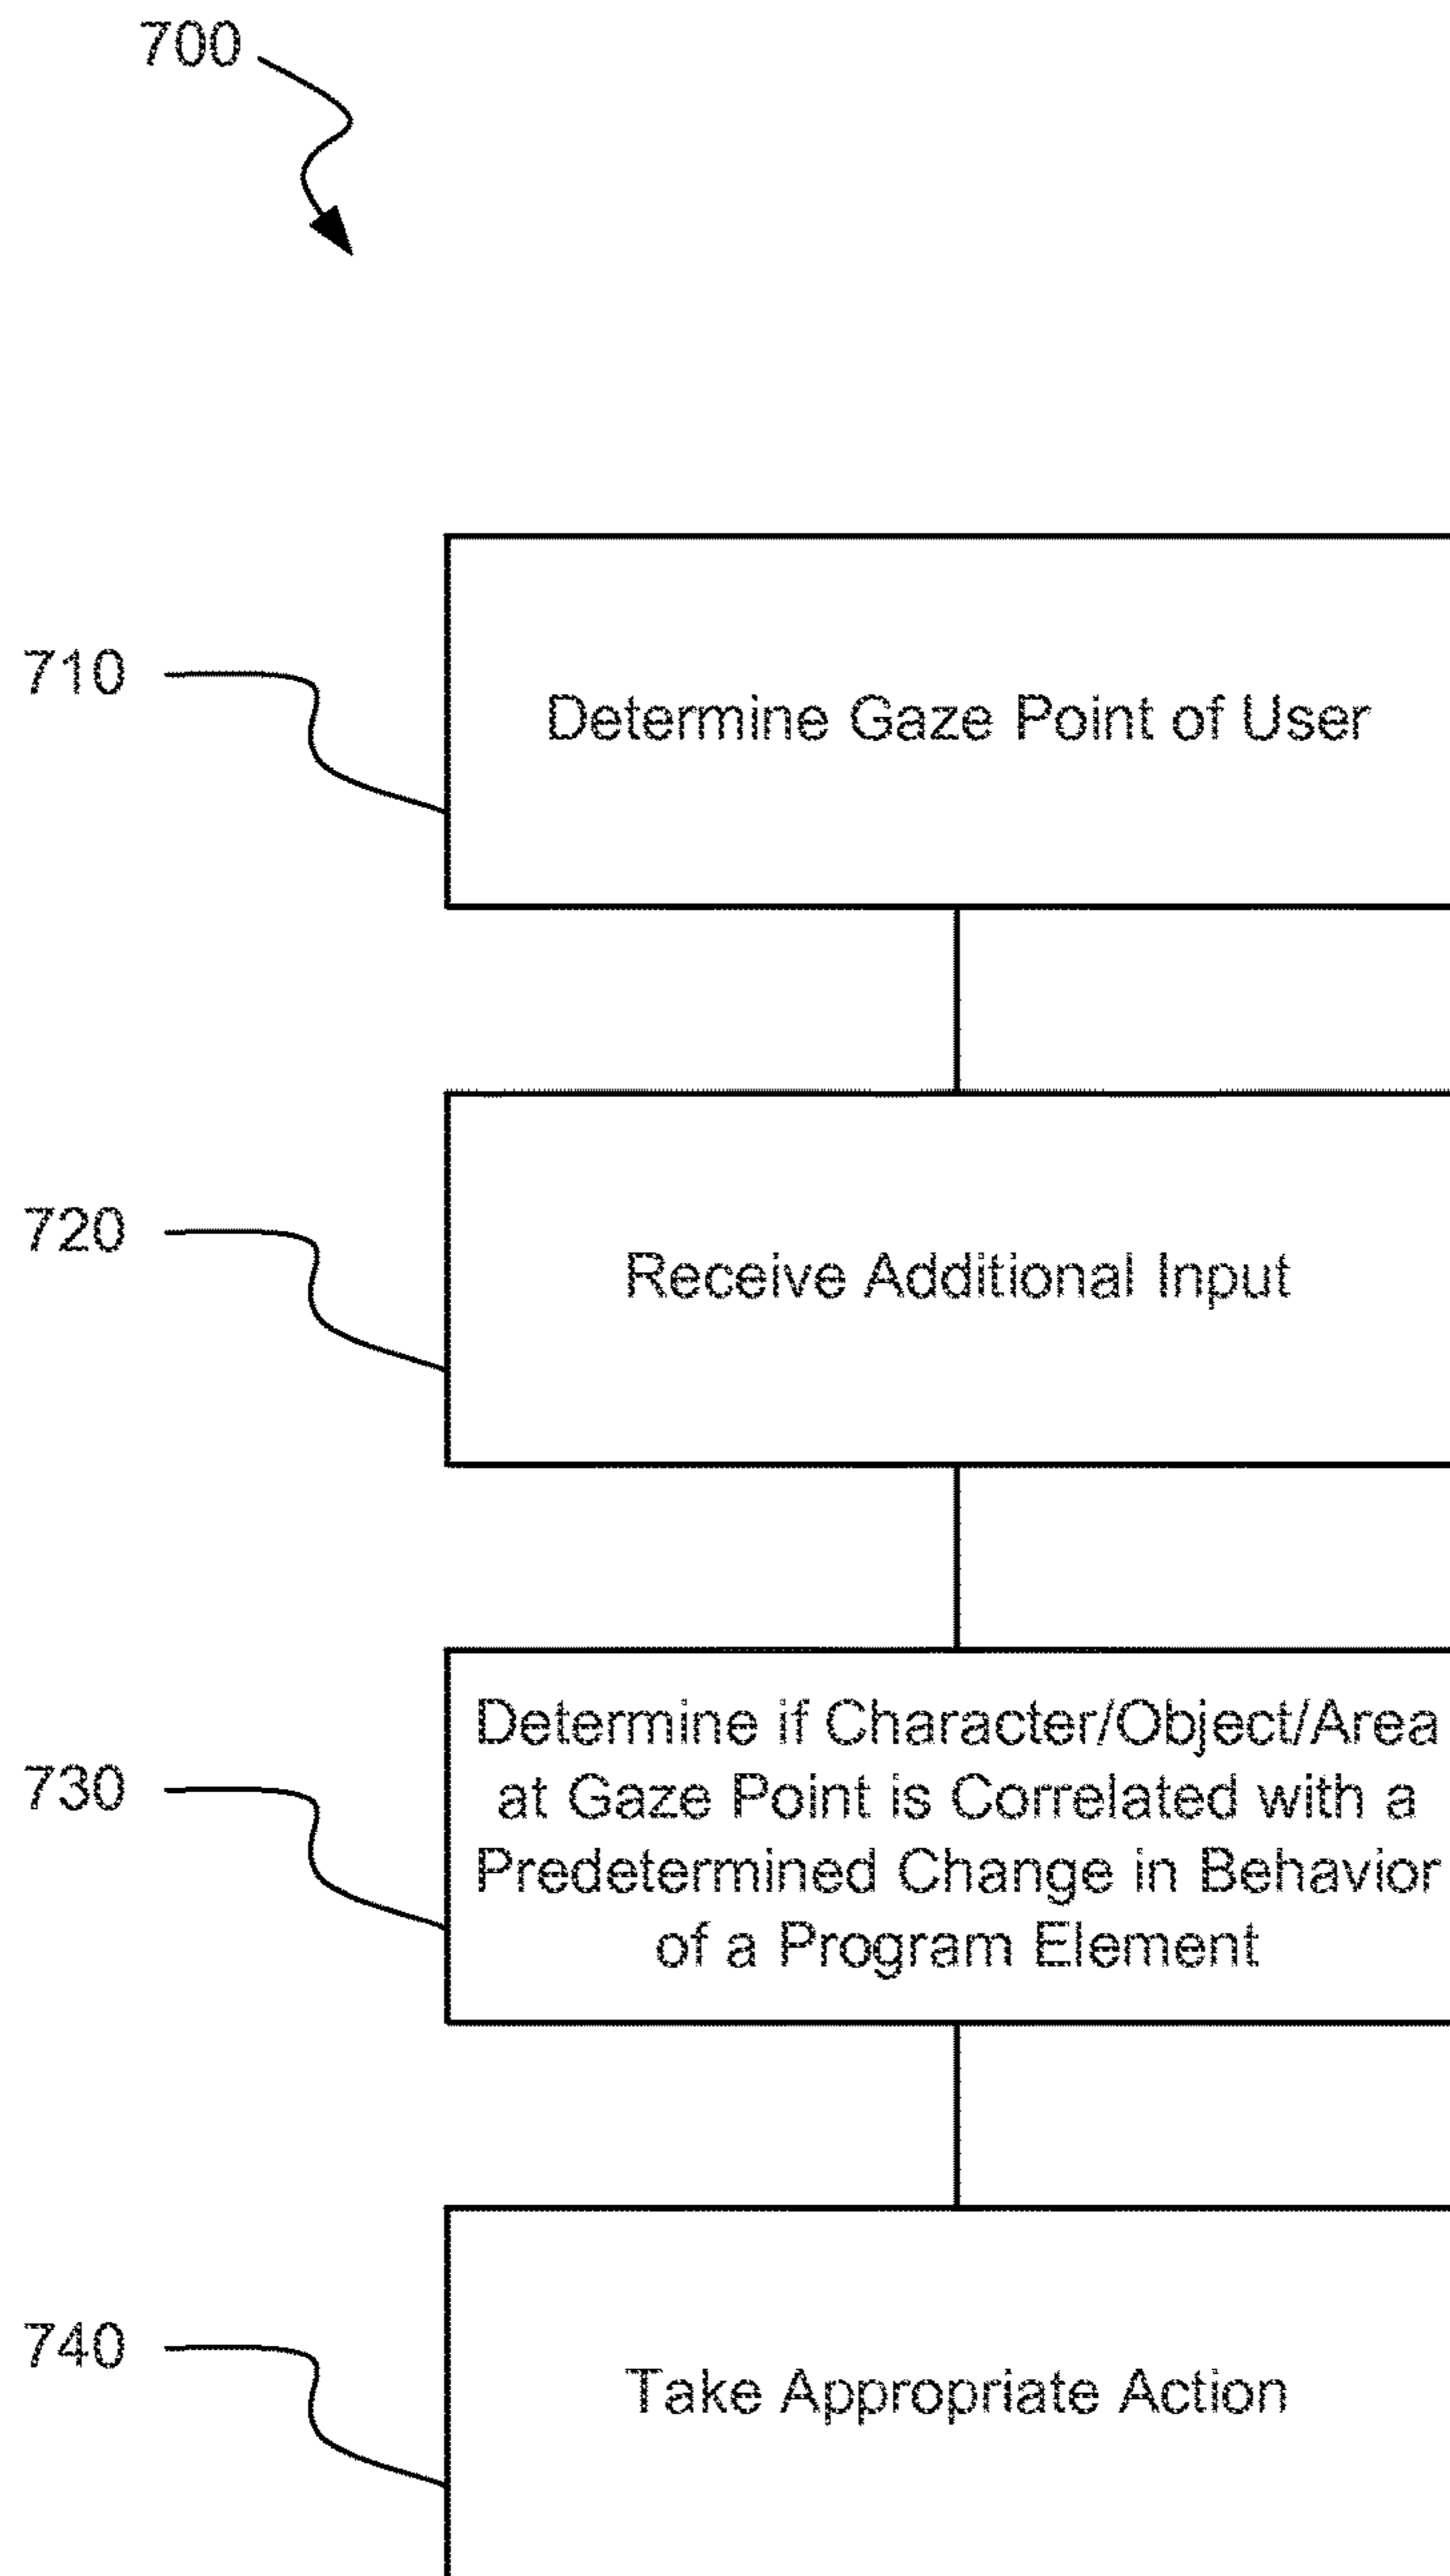 700
710
Determine Gaze Point of User
720
Receive Additional Input
730
Determine if Character/Object/Area
at Gaze Point is Correlated with a
Predetermined Change in Behavior
of a Program Element
740
Take Appropriate Action